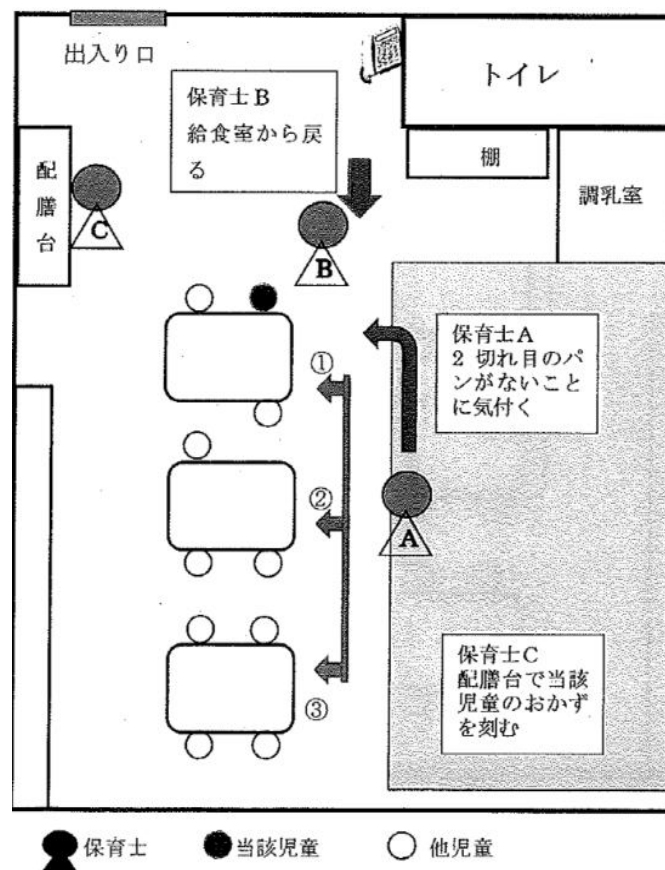 出入り口
トイレ
保育士B
給食室から戻
る
棚
調乳室
配
膳
台
C
B
保育士A
2 切れ目のパ
ンがないこと
に気付く
①
②
A
保育士C
配膳台で当該
児童のおかず
を刻む
③
保育士
当該児童
他児童